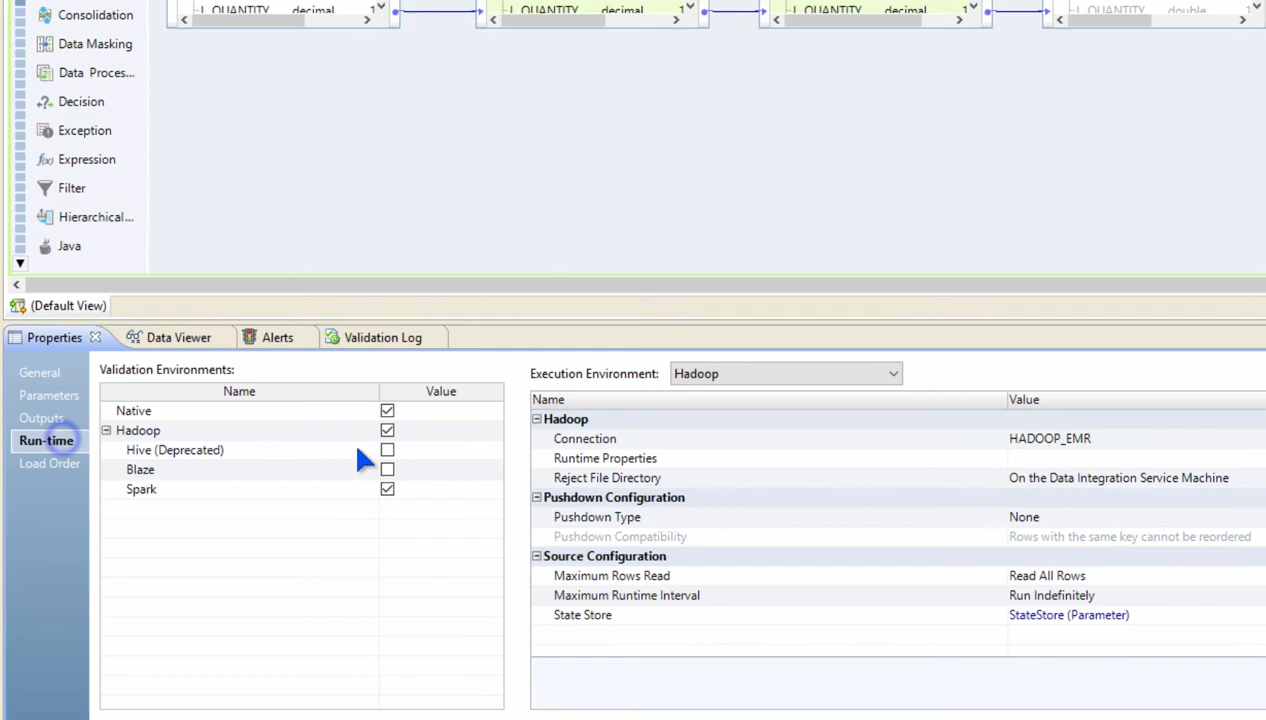 L_QUANTITY decimal 1 L_QUANTITY decimal 1 L_QUANTITY decimal 1 L_QUANTITY double 1
Consolidation
Data Masking
Data Proces...
Decision
Exception
f(x) Expression
Filter
Hierarchical...
Java
(Default View)
Properties Data Viewer Alerts Validation Log
General
Parameters
Outputs
Run-time
Load Order
Validation Environments:
Name Value
Native
Hadoop
Hive (Deprecated)
Blaze
Spark
Execution Environment: Hadoop
Name Value
Hadoop
Connection HADOOP_EMR
Runtime Properties
Reject File Directory On the Data Integration Service Machine
Pushdown Configuration
Pushdown Type None
Pushdown Compatibility Rows with the same key cannot be reordered
Source Configuration
Maximum Rows Read Read All Rows
Maximum Runtime Interval Run Indefinitely
State Store StateStore (Parameter)